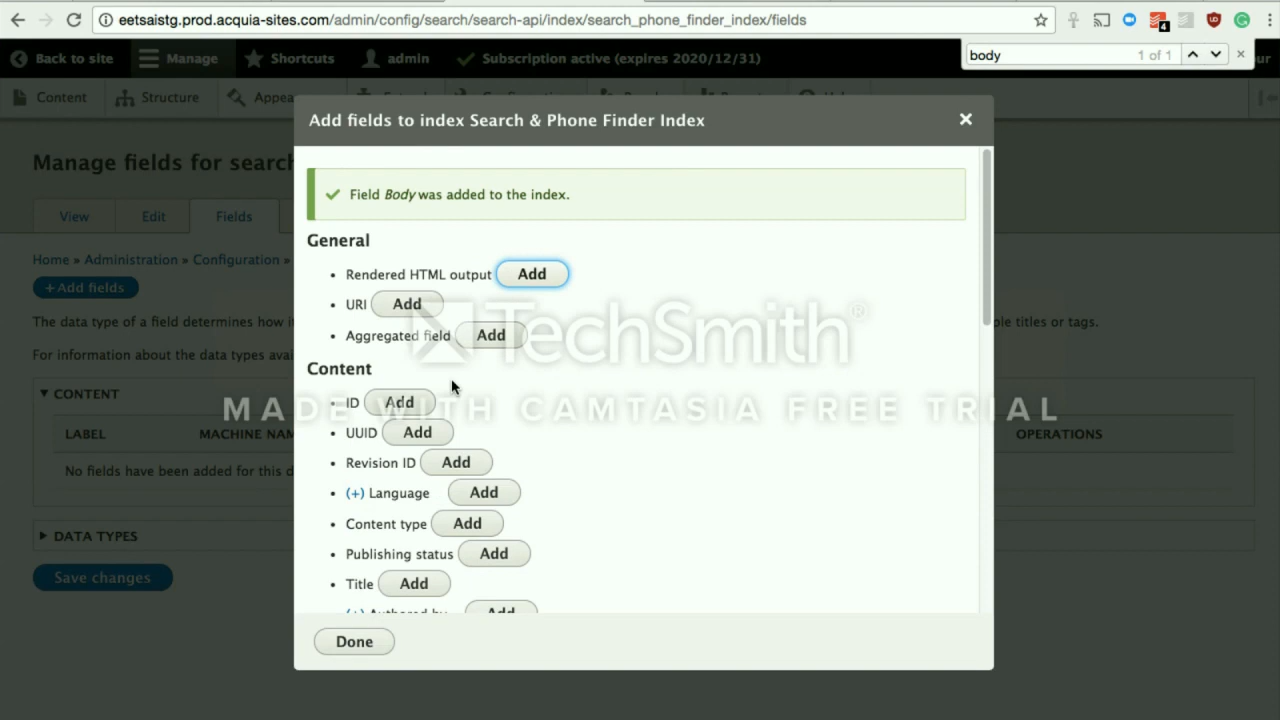 eetsaistg.prod.acquia-sites.com/admin/config/search/search-api/index/search_phone_finder_index/fields
4
body 1 of 1
Back to site Manage Shortcuts admin Subscription active (expires 2020/12/31)
Content Structure
Add fields to index Search & Phone Finder Index
Manage fields for search
Field Body was added to the index.
View Edit Fields
General
Home » Administration » Configuration »
Rendered HTML output Add
+Add fields
URI Add
The data type of a field determines how
Aggregated field Add
le titles or tags.
For information about the data types
TechSmith®
Content
CONTENT
ID Add
MADE WITH CAMTASIA FREE TRIAL
UUID Add
LABEL MACHINE OPERATIONS
Revision ID Add
No fields have been added for this
(+) Language Add
Content type Add
DATA TYPES
Publishing status Add
Save changes
Title Add
(+) Authored by Add
Done